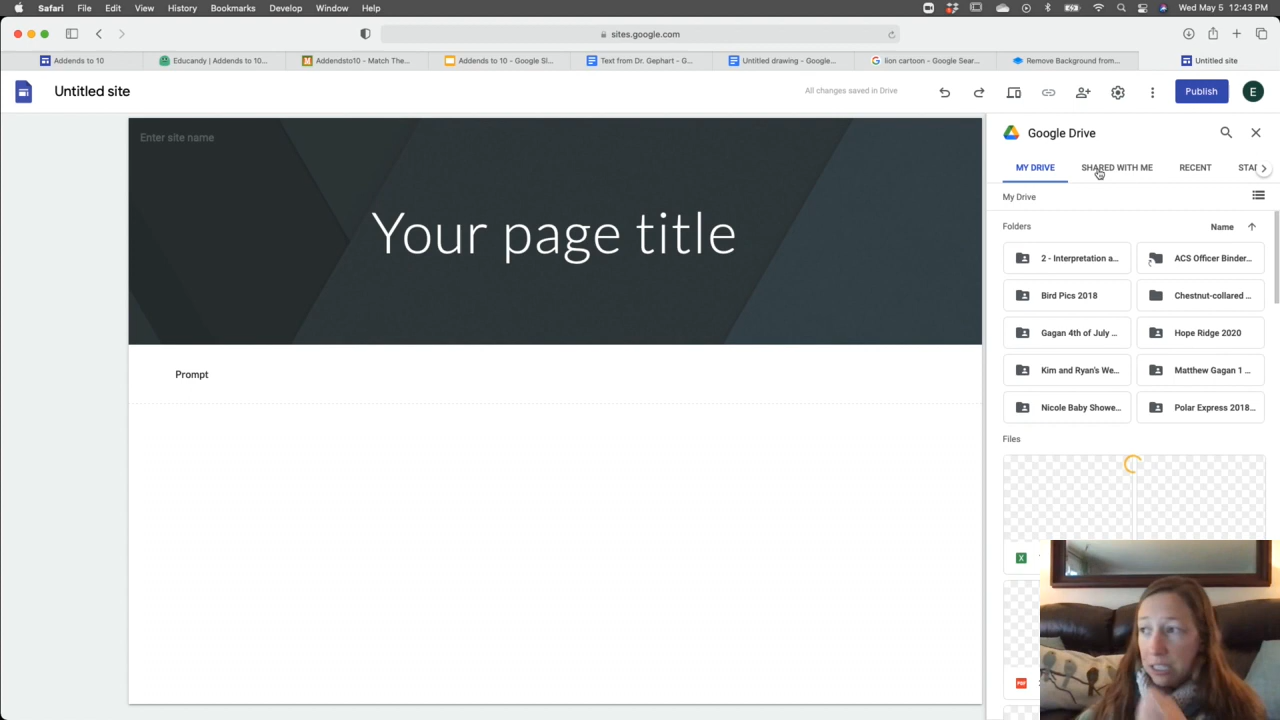 Safari File Edit View History Bookmarks Develop Window Help Wed May 5 12:43 PM
sites.google.com
Addends to 10 Educandy | Addends to 10... Addendsto10 - Match The... Addends to 10 - Google Sl... Text from Dr. Gephart - G... Untitled drawing - Google... lion cartoon - Google Sear... Remove Background from... Untitled site
Untitled site All changes saved in Drive Publish E
Enter site name
Your page title
Prompt
Google Drive
MY DRIVE SHARED WITH ME RECENT STAR
My Drive
Folders Name
2 - Interpretation a... ACS Officer Binder...
Bird Pics 2018 Chestnut-collared ...
Gagan 4th of July ... Hope Ridge 2020
Kim and Ryan's We... Matthew Gagan 1 ...
Nicole Baby Showe... Polar Express 2018...
Files
X
PDF